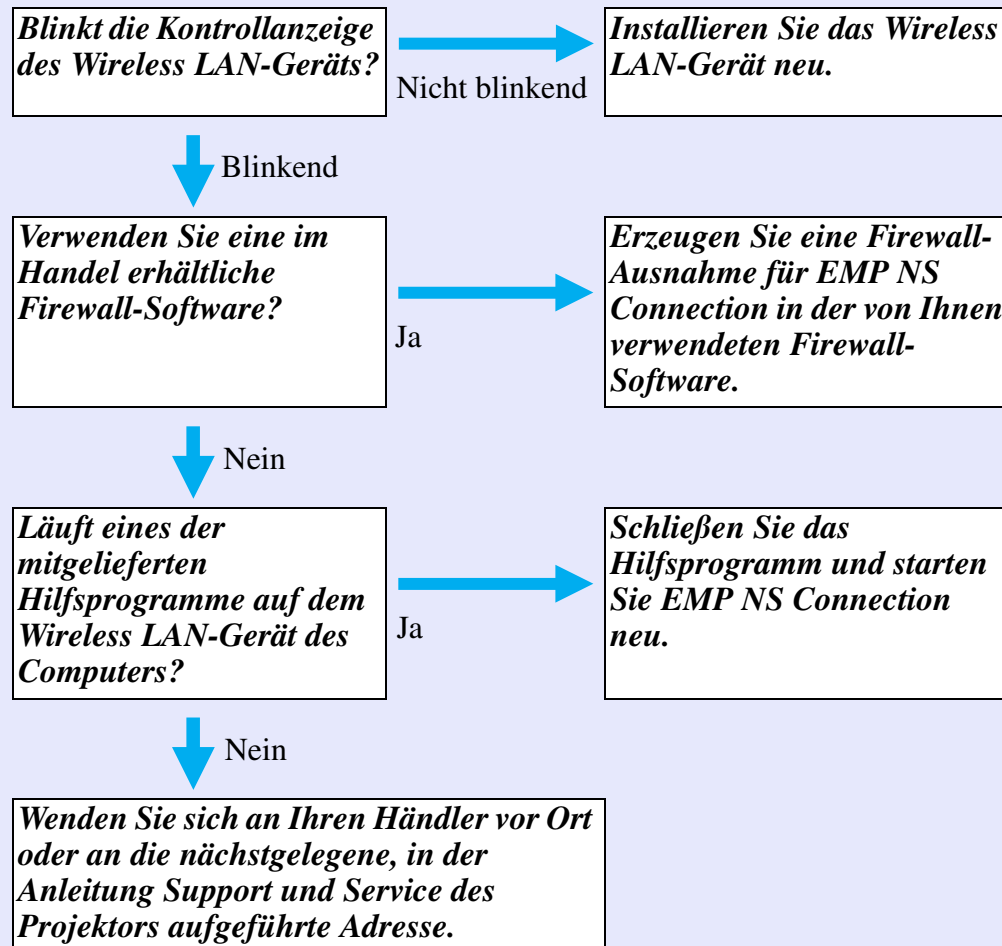 Blinkt die Kontrollanzeige
des Wireless LAN-Geräts?
Nicht blinkend
Installieren Sie das Wireless
LAN-Gerät neu.
Blinkend
Verwenden Sie eine im
Handel erhältliche
Firewall-Software?
Ja
Erzeugen Sie eine Firewall-
Ausnahme für EMP NS
Connection in der von Ihnen
verwendeten Firewall-
Software.
Nein
Läuft eines der
mitgelieferten
Hilfsprogramme auf dem
Wireless LAN-Gerät des
Computers?
Ja
Schließen Sie das
Hilfsprogramm und starten
Sie EMP NS Connection
neu.
Nein
Wenden Sie sich an Ihren Händler vor Ort
oder an die nächstgelegene, in der
Anleitung Support und Service des
Projektors aufgeführte Adresse.